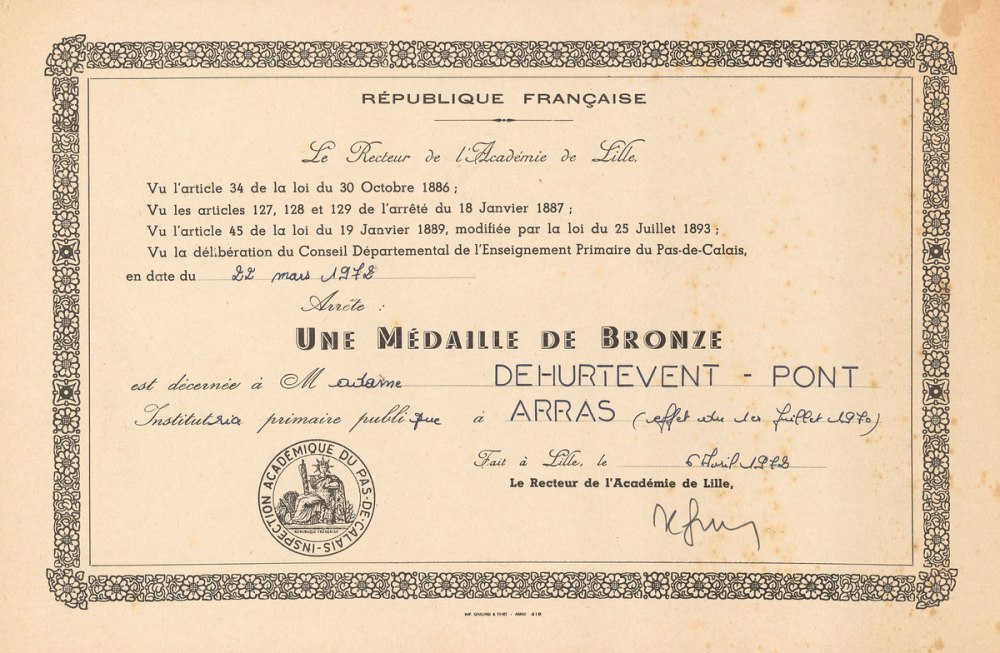 RÉPUBLIQUE FRANÇAISE
Le Recteur de l'Académie de Lille,
Vu l'article 34 de la loi du 30 Octobre 1886 ;
Vu les articles 127, 128 et 129 de l'arrêté du 18 Janvier 1887 ;
Vu l'article 45 de la loi du 19 Janvier 1889, modifiée par la loi du 25 Juillet 1893 ;
Vu la délibération du Conseil Départemental de l'Enseignement Primaire du Pas-de-Calais,
en date du 22 mars 1972
Arrête :
UNE MÉDAILLE DE BRONZE
est décernée à Madame DEHURTEVENT - PONT
Institutrice primaire publique à ARRAS (effet du 1er juillet 1970)
Fait à Lille, le 6 Avril 1972
Le Recteur de l'Académie de Lille,
INSPECTION ACADÉMIQUE DU PAS-DE-CALAIS
RÉPUBLIQUE FRANÇAISE